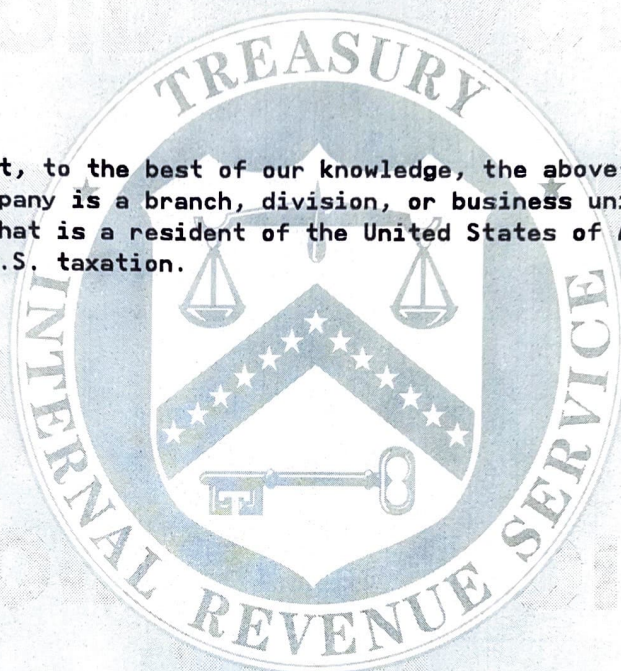 TREASURY
t, to the best of our knowledge, the above
pany is a branch, division, or business uni
hat is a resident of the United States of
.S. taxation.
INTERNAL REVENUE SERVICE